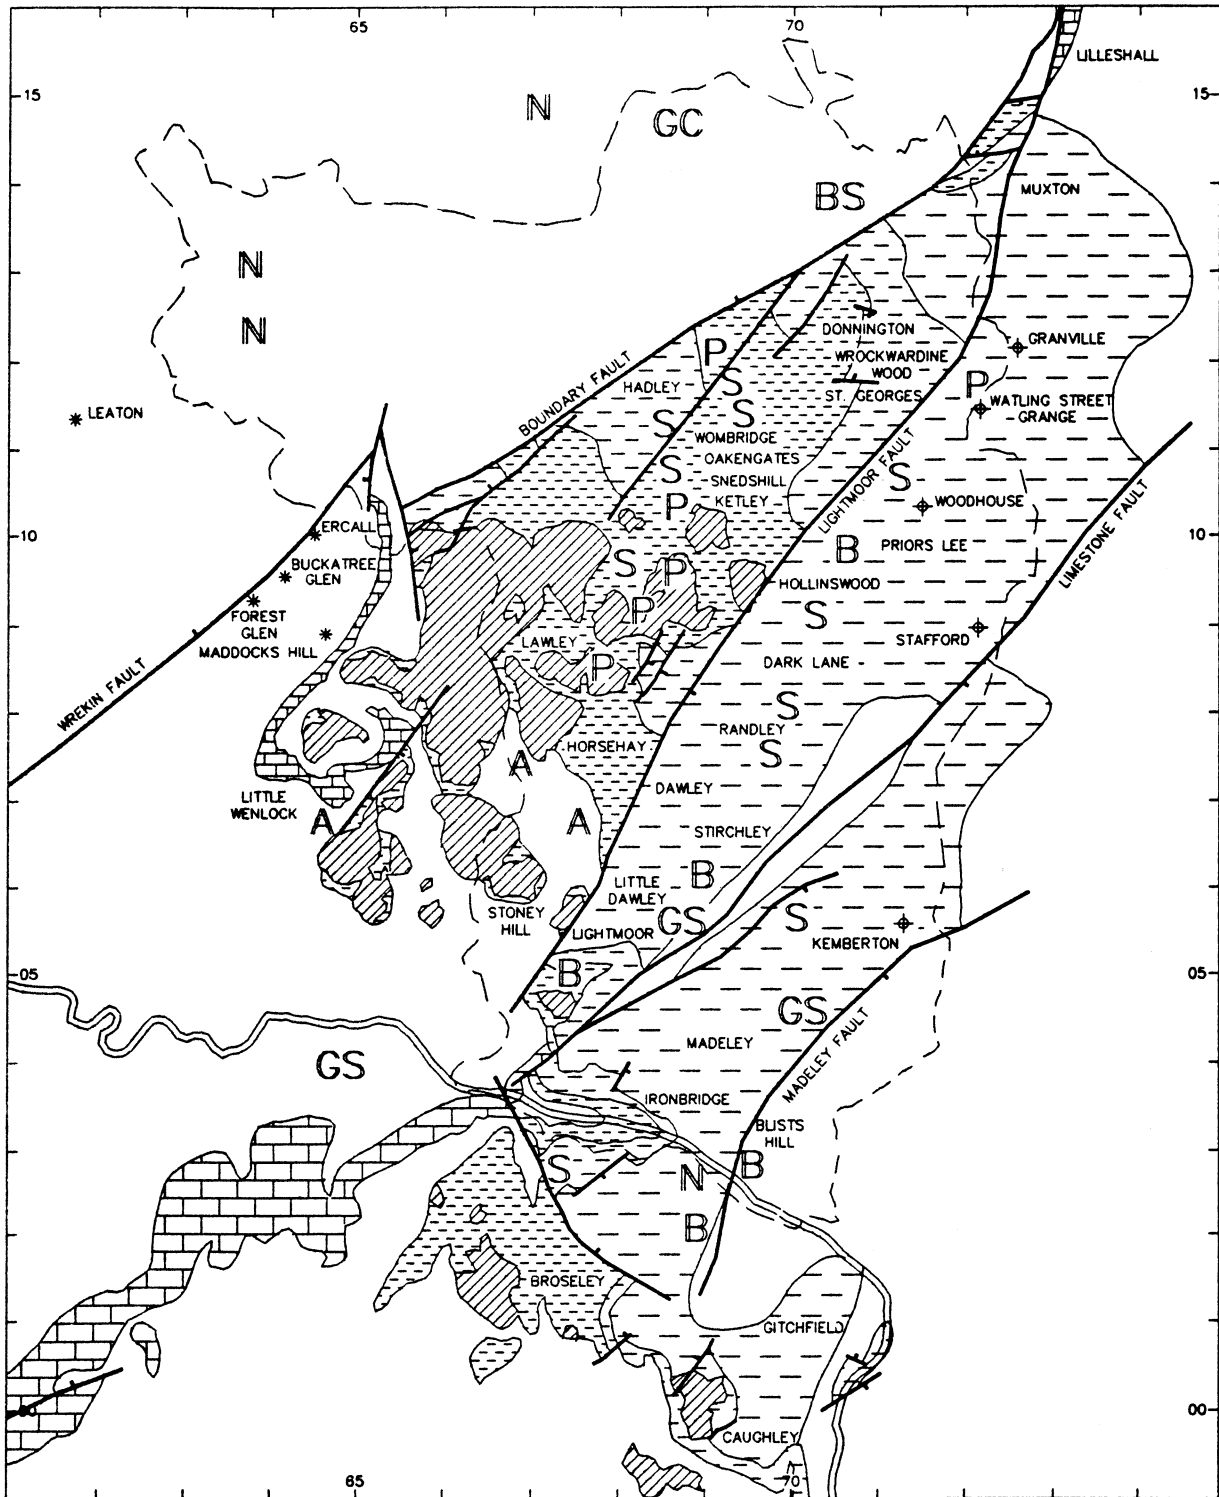 65
70
LILLESHALL
15
N
GC
15
MUXTON
BS
N
N
DONNINGTON
GRANVILLE
P
WROCKWARDINE
WOOD
HADLEY
S
P
ST. GEORGES
WATLING STREET
GRANGE
BOUNDARY FAULT
LEATON
S
S
WOMBRIDGE
OAKENGATES
S
SNEDSHILL
S
KETLEY
LIGHTMOOR FAULT
WOODHOUSE
P
LIMESTONE FAULT
10
ERCALL
10
B
PRIORS LEE
BUCKATREE
GLEN
S
P
HOLLINSWOOD
FOREST
GLEN
P
S
STAFFORD
MADDOCKS HILL
LAWLEY
P
DARK LANE
WREKIN FAULT
S
RANDLEY
HORSEHAY
S
A
DAWLEY
LITTLE
WENLOCK
A
A
STIRCHLEY
B
LITTLE
DAWLEY
STONEY
HILL
GS
S
LIGHTMOOR
KEMBERTON
05
B
05
GS
MADELEY
MADELEY FAULT
GS
IRONBRIDGE
BLISTS
HILL
S
N
B
B
BROSELEY
GITCHFIELD
00
00
CAUGHLEY
65
70